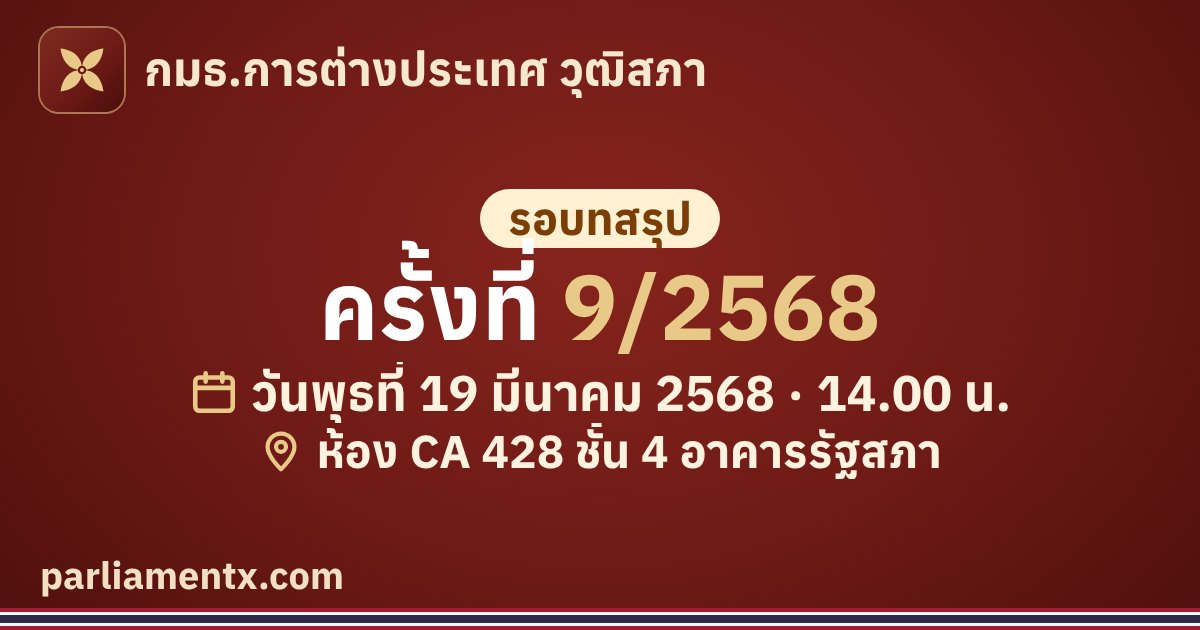 กมธ.การต่างประเทศ วุฒิสภา
รอบทสรุป
ครั้งที่ 9/2568
วันพุธที่ 19 มีนาคม 2568 · 14.00 น.
ห้อง CA 428 ชั้น 4 อาคารรัฐสภา
parliamentx.com